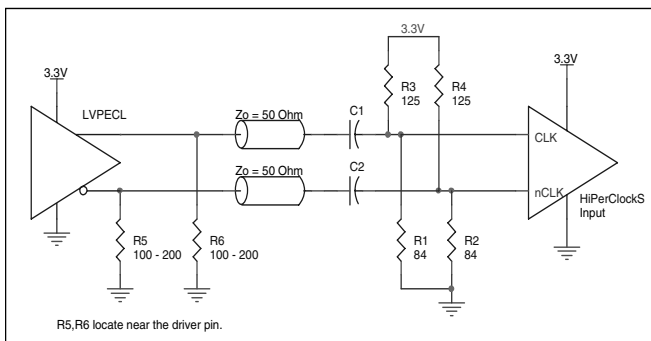 3.3V
3.3V
3.3V
R3
125
R4
125
LVPECL
Zo = 50 Ohm
C1
CLK
Zo = 50 Ohm
C2
nCLK
HiPerClockS
Input
R5
100 - 200
R6
100 - 200
R1
84
R2
84
R5,R6 locate near the driver pin.